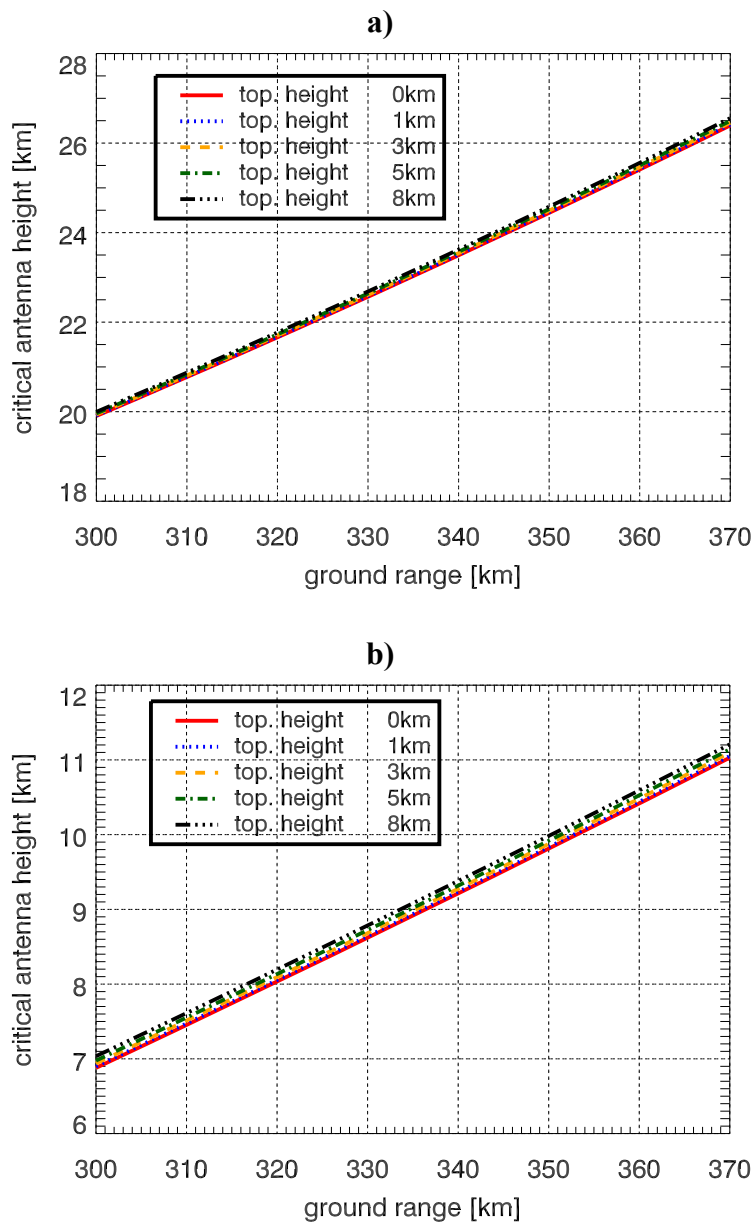 a)
critical antenna height [km]
28
26
24
22
20
18
top. height 0km
top. height 1km
top. height 3km
top. height 5km
top. height 8km
300 310 320 330 340 350 360 370
ground range [km]
b)
critical antenna height [km]
12
11
10
9
8
7
6
top. height 0km
top. height 1km
top. height 3km
top. height 5km
top. height 8km
300 310 320 330 340 350 360 370
ground range [km]